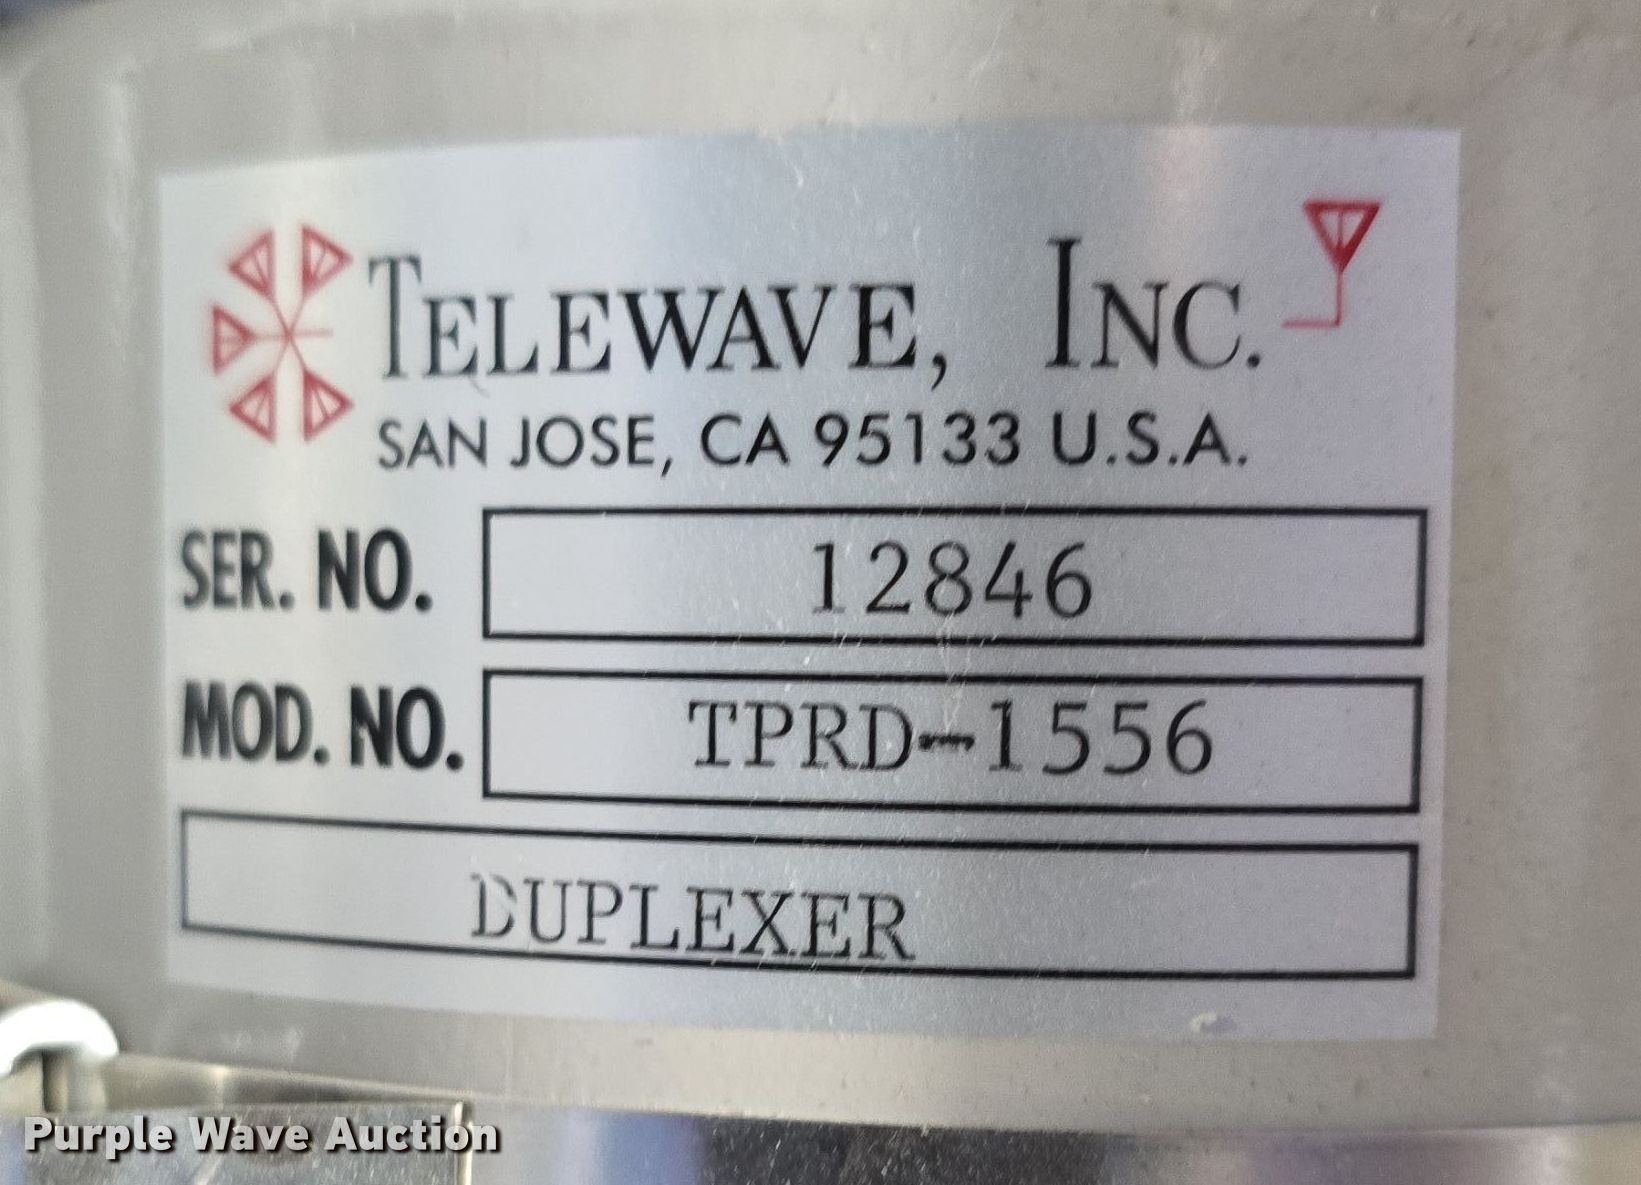 TELEWAVE, INC.
SAN JOSE, CA 95133 U.S.A.
SER. NO. 12846
MOD. NO. TPRD-1556
DUPLEXER
Purple Wave Auction